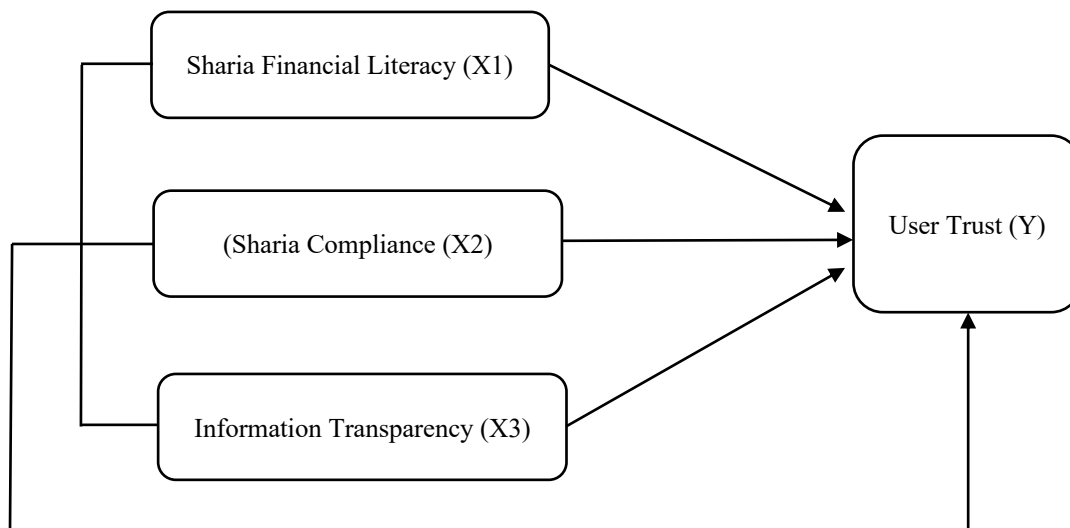 Sharia Financial Literacy (X1)
(Sharia Compliance (X2)
User Trust (Y)
Information Transparency (X3)